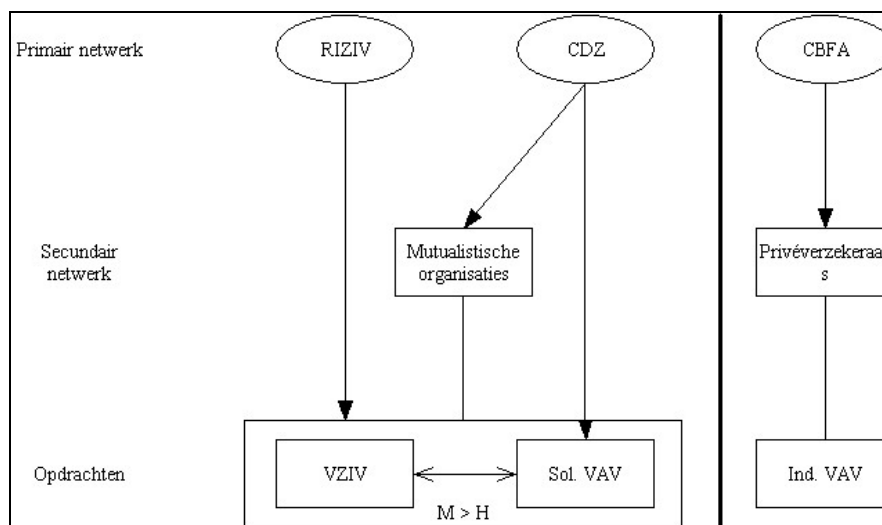 Primair netwerk
RIZIV
CDZ
CBFA
Secundair
netwerk
Mutualistische
organisaties
Privéverzekeraa
s
Opdrachten
VZIV
Sol. VAV
Ind. VAV
M > H